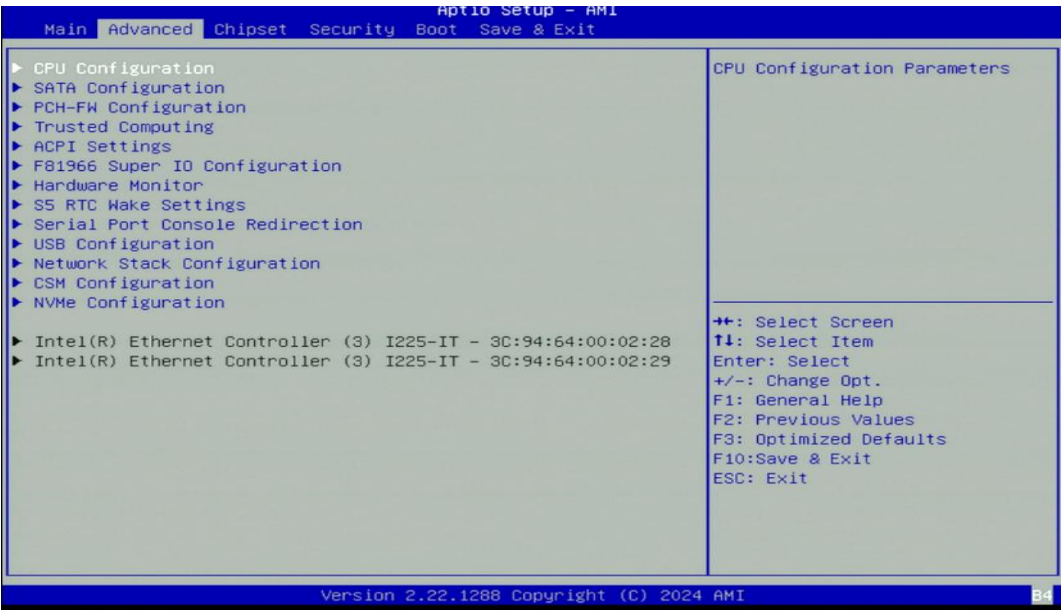 Aptio Setup - AMI
Main Advanced Chipset Security Boot Save & Exit
► CPU Configuration
► SATA Configuration
► PCH-FW Configuration
► Trusted Computing
► ACPI Settings
► F81966 Super IO Configuration
► Hardware Monitor
► S5 RTC Wake Settings
► Serial Port Console Redirection
► USB Configuration
► Network Stack Configuration
► CSM Configuration
► NVMe Configuration
► Intel(R) Ethernet Controller (3) I225-IT - 3C:94:64:00:02:28
► Intel(R) Ethernet Controller (3) I225-IT - 3C:94:64:00:02:29
CPU Configuration Parameters
→←: Select Screen
↑↓: Select Item
Enter: Select
+/-: Change Opt.
F1: General Help
F2: Previous Values
F3: Optimized Defaults
F10:Save & Exit
ESC: Exit
Version 2.22.1288 Copyright (C) 2024 AMI
B4